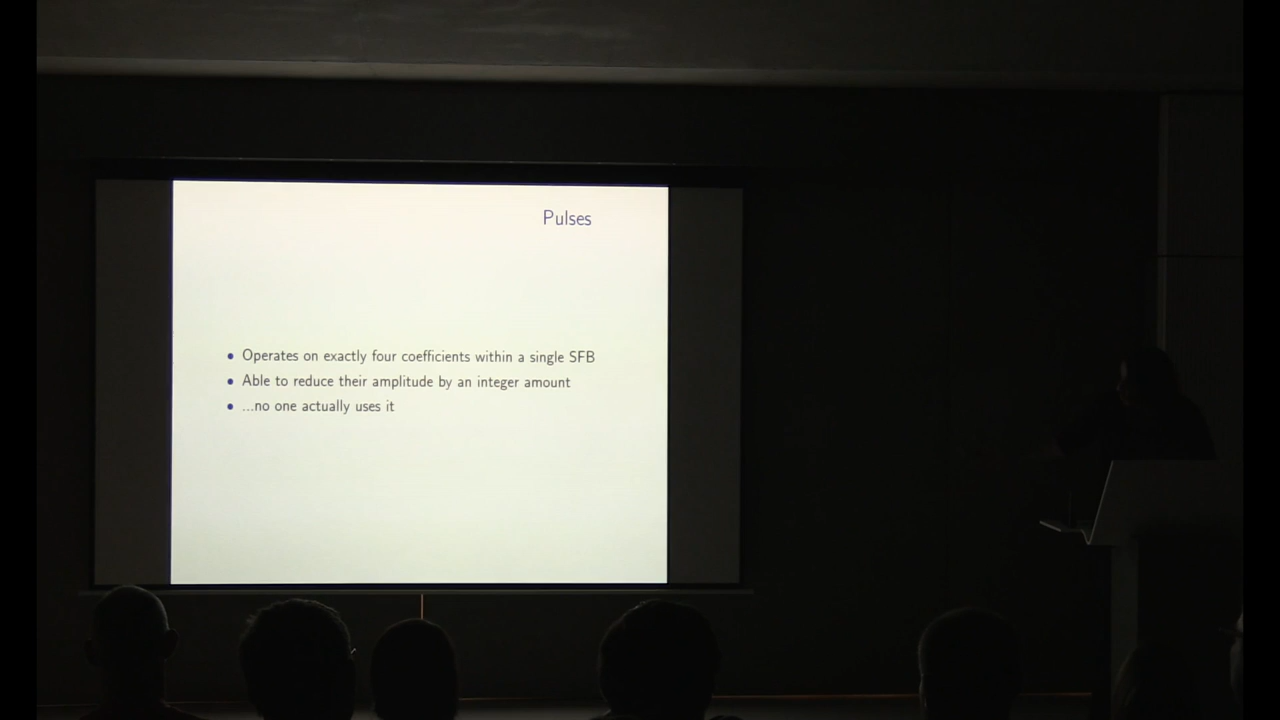 Pulses
• Operates on exactly four coefficients within a single SFB
• Able to reduce their amplitude by an integer amount
• ...no one actually uses it